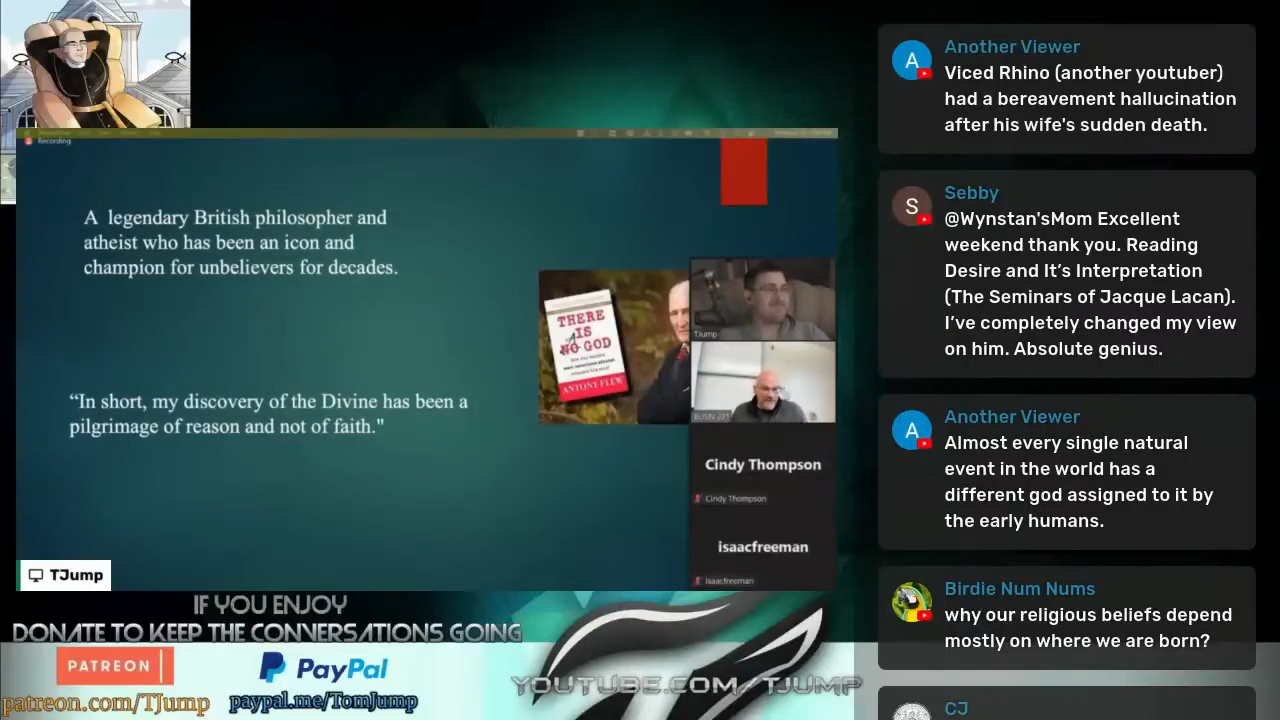 Recording
A legendary British philosopher and
atheist who has been an icon and
champion for unbelievers for decades.
“In short, my discovery of the Divine has been a
pilgrimage of reason and not of faith."
THERE
IS
A
NO GOD
ANTONY FLEW
TJump
BUSN 201
Cindy Thompson
Cindy Thompson
isaacfreeman
isaacfreeman
TJump
IF YOU ENJOY
DONATE TO KEEP THE CONVERSATIONS GOING
PATREON
PayPal
patreon.com/TJump
paypal.me/TomJump
YOUTUBE.COM/TJUMP
A
Another Viewer
Viced Rhino (another youtuber)
had a bereavement hallucination
after his wife's sudden death.
S
Sebby
@Wynstan'sMom Excellent
weekend thank you. Reading
Desire and It’s Interpretation
(The Seminars of Jacque Lacan).
I’ve completely changed my view
on him. Absolute genius.
A
Another Viewer
Almost every single natural
event in the world has a
different god assigned to it by
the early humans.
Birdie Num Nums
why our religious beliefs depend
mostly on where we are born?
CJ